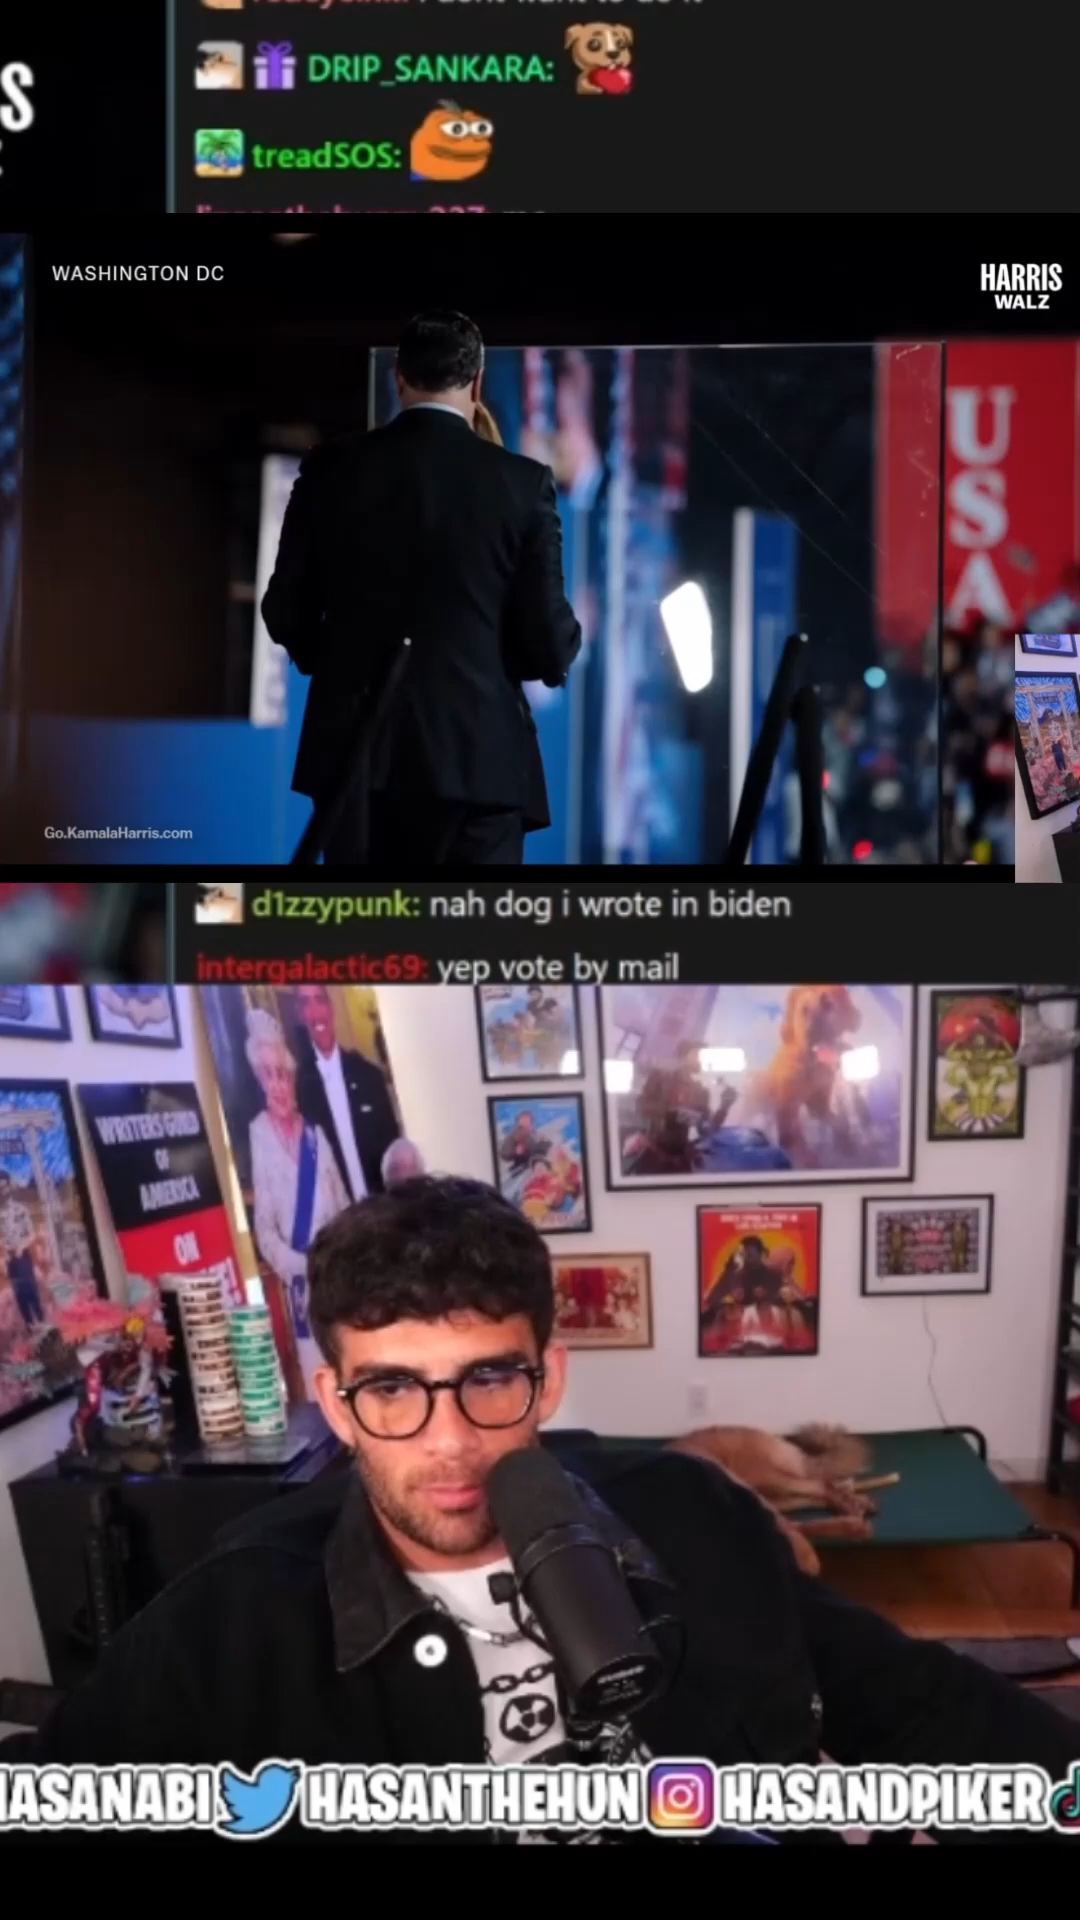 DRIP_SANKARA:
treadSOS:
WASHINGTON DC
HARRIS
WALZ
USA
Go.KamalaHarris.com
d1zzypunk: nah dog i wrote in biden
intergalactic69: yep vote by mail
WRITERS GUILD
OF
AMERICA
ON
HASANTHEHUN
HASANDPIKER